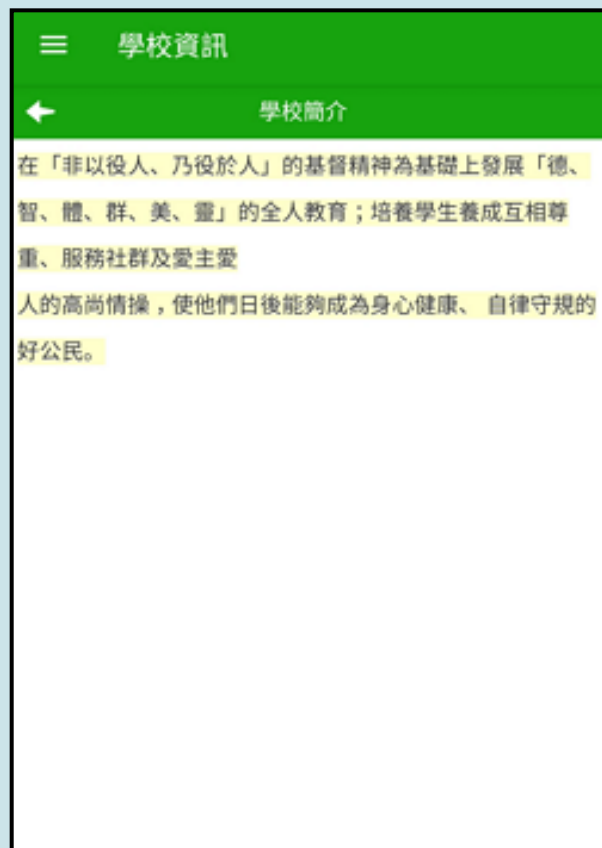 學校資訊
學校簡介
在「非以役人、乃役於人」的基督精神為基礎上發展「德、
智、體、群、美、靈」的全人教育；培養學生養成互相尊
重、服務社群及愛主愛
人的高尚情操，使他們日後能夠成為身心健康、 自律守規的
好公民。